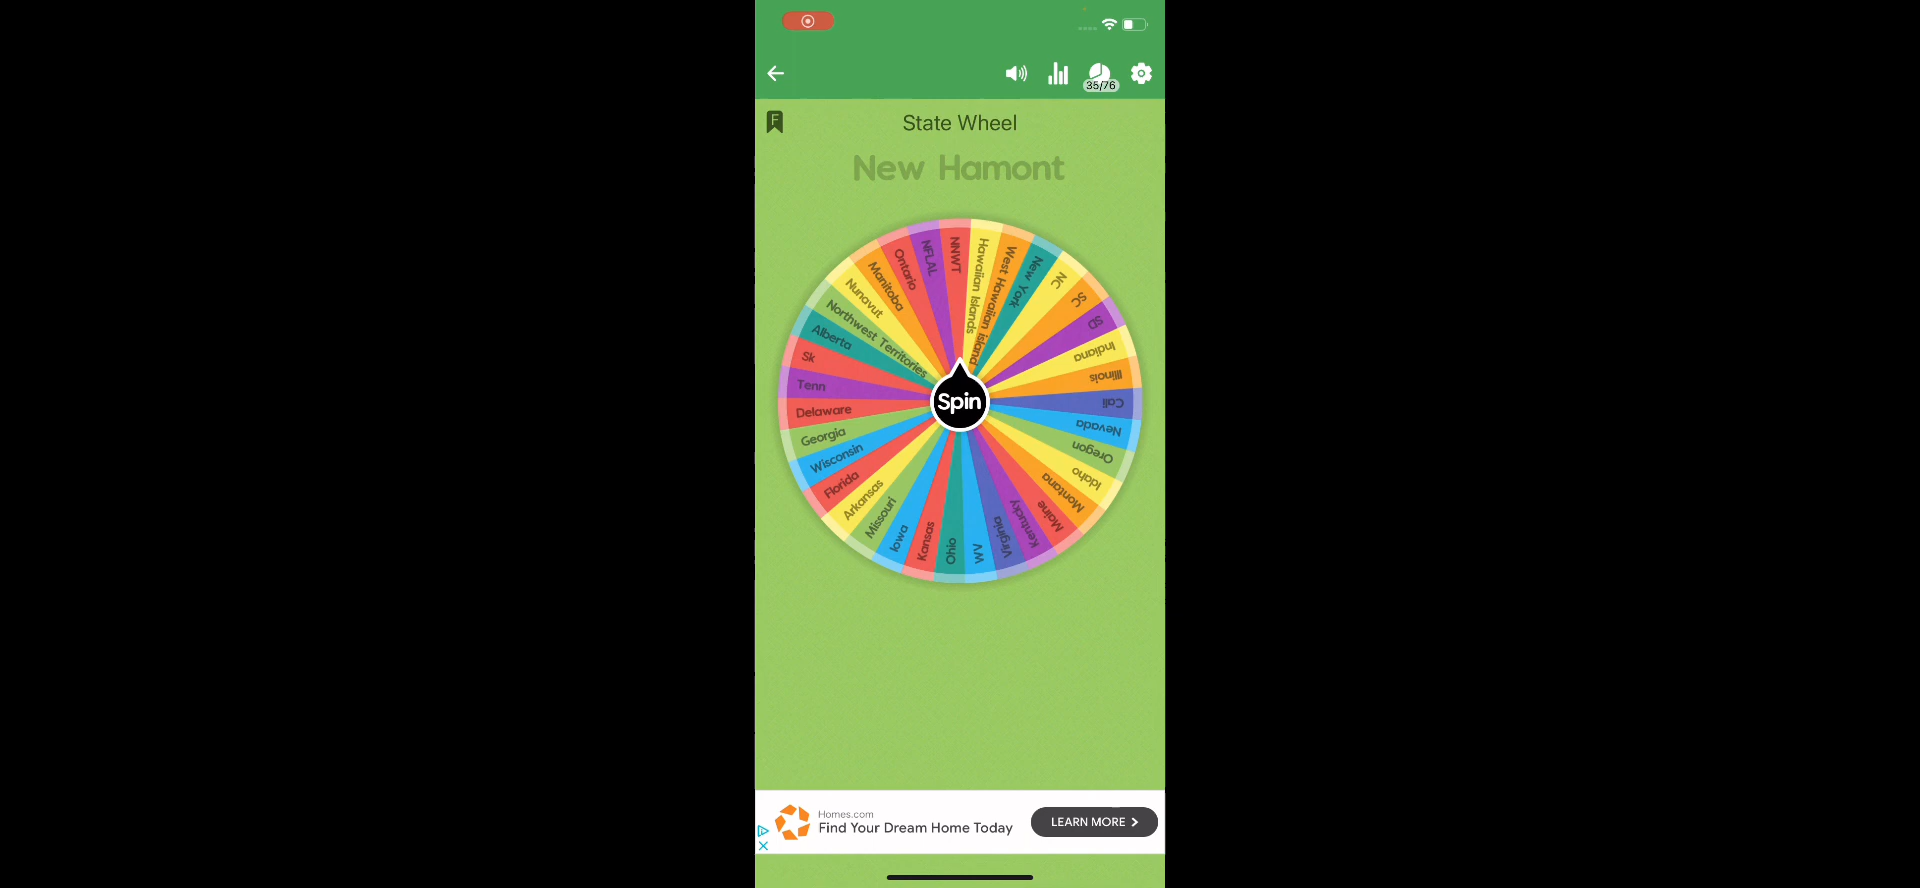 35/76
F
State Wheel
New Hamont
NNWT
Hawaiian Islands
West Hawaiian island
New York
NC
SC
SD
Indiana
Illinois
Cali
Nevada
Oregon
Idaho
Montana
Maine
Kentucky
Virginia
WV
Ohio
Kansas
Iowa
Missouri
Arkansas
Florida
Wisconsin
Georgia
Delaware
Tenn
Sk
Alberta
Northwest Territories
Nunavut
Manitoba
Ontario
NFLAL
Spin
Homes.com
Find Your Dream Home Today
LEARN MORE